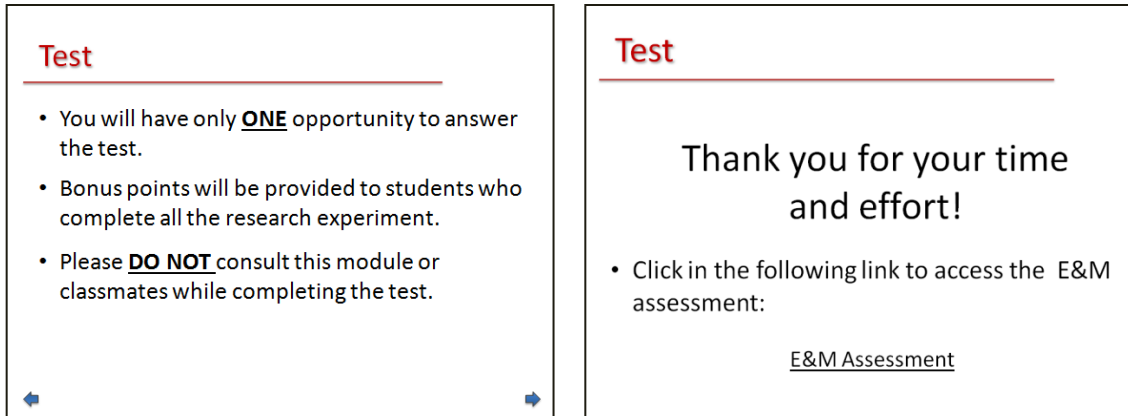 Test
• You will have only ONE opportunity to answer
the test.
• Bonus points will be provided to students who
complete all the research experiment.
• Please DO NOT consult this module or
classmates while completing the test.
Test
Thank you for your time
and effort!
• Click in the following link to access the E&M
assessment:
E&M Assessment